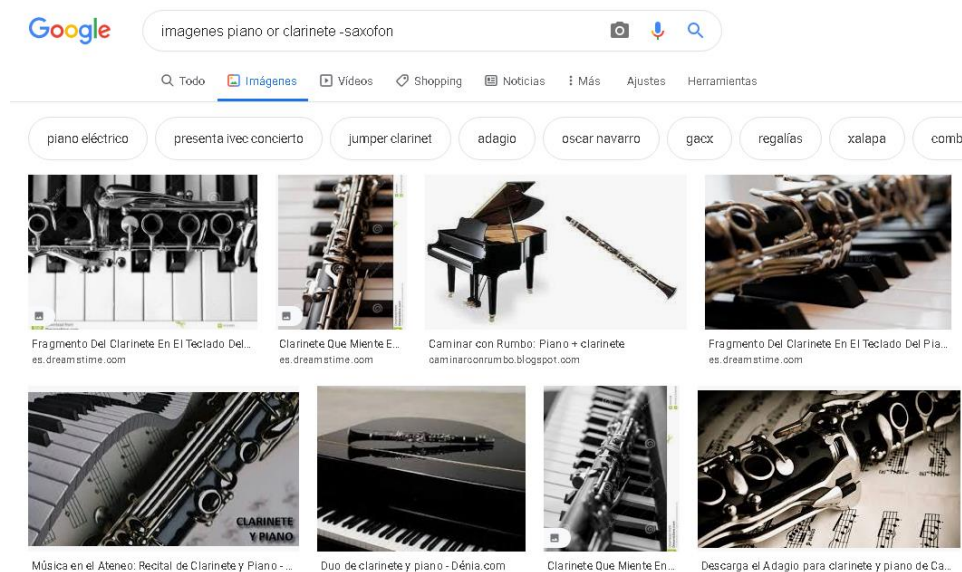 Google
imagenes piano or clarinete -saxofon
Todo Imágenes Vídeos Shopping Noticias Más Ajustes Herramientas
piano eléctrico presenta ivec concierto jumper clarinet adagio oscar navarro gacx regalías xalapa comb
Fragmento Del Clarinete En El Teclado Del... Clarinete Que Miente E... Caminar con Rumbo: Piano + clarinete Fragmento Del Clarinete En El Teclado Del Pia...
es.dreamstime.com es.dreamstime.com caminarconrumbo.blogspot.com es.dreamstime.com
CLARINETE
Y PIANO
Música en el Ateneo: Recital de Clarinete y Piano - ... Duo de clarinete y piano - Dénia.com Clarinete Que Miente En... Descarga el Adagio para clarinete y piano de Ca...